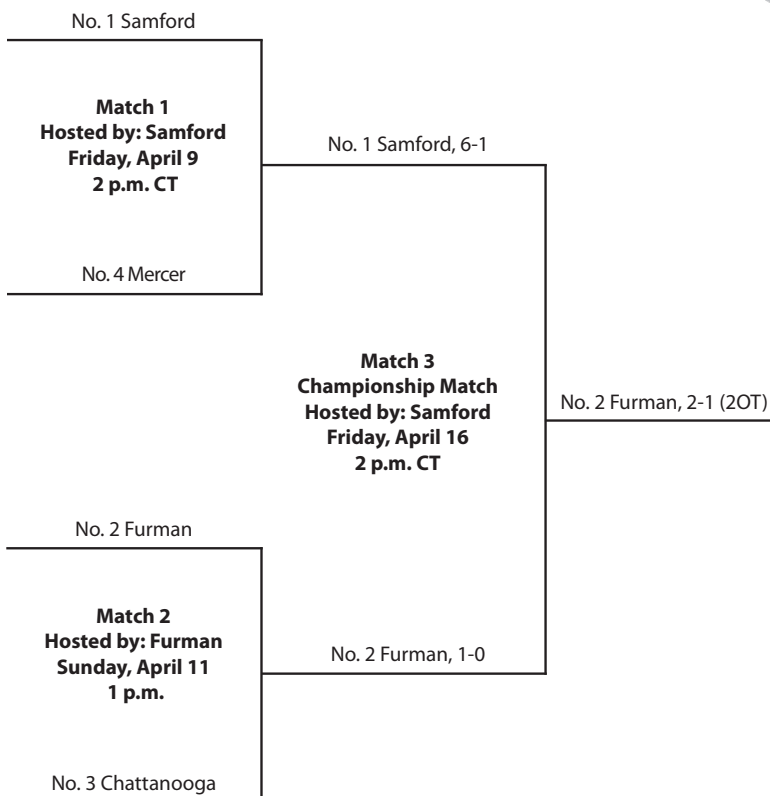 No. 1 Samford
Match 1
Hosted by: Samford
Friday, April 9
2 p.m. CT
No. 1 Samford, 6-1
No. 4 Mercer
Match 3
Championship Match
Hosted by: Samford
Friday, April 16
2 p.m. CT
No. 2 Furman, 2-1 (2OT)
No. 2 Furman
Match 2
Hosted by: Furman
Sunday, April 11
1 p.m.
No. 2 Furman, 1-0
No. 3 Chattanooga